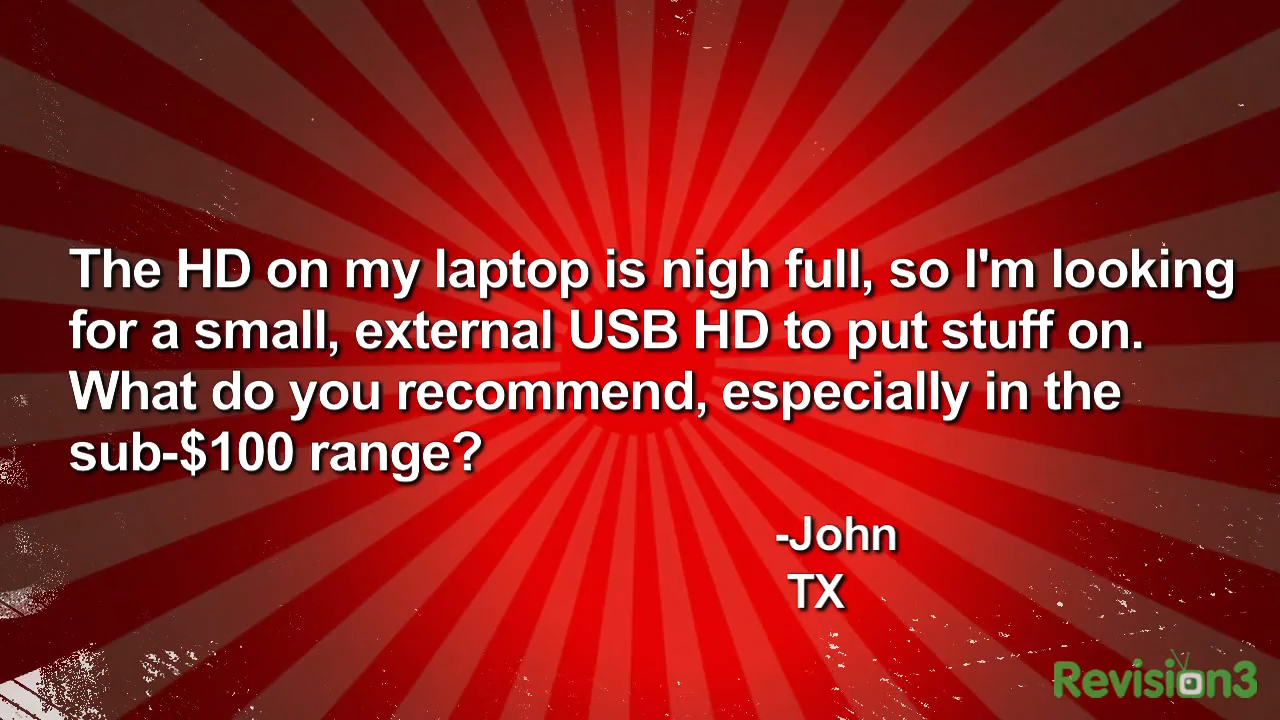 The HD on my laptop is nigh full, so I'm looking
for a small, external USB HD to put stuff on.
What do you recommend, especially in the
sub-$100 range?
-John
TX
Revision3